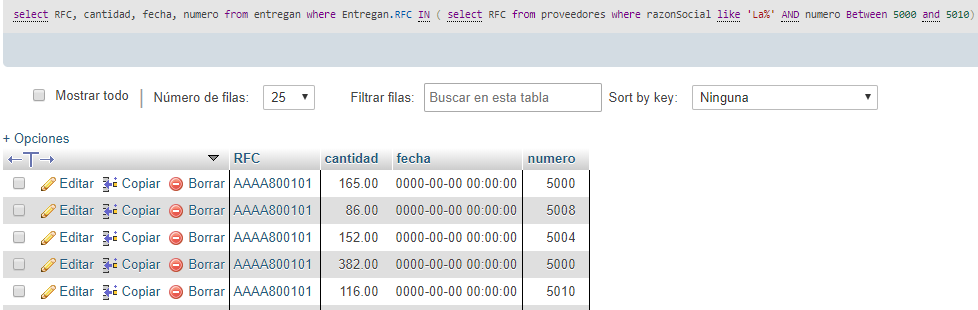 select RFC, cantidad, fecha, numero from entregan where Entregan.RFC IN ( select RFC from proveedores where razonSocial like 'La%' AND numero Between 5000 and 5010)
Mostrar todo | Número de filas: 25 Filtrar filas: Buscar en esta tabla Sort by key: Ninguna
+ Opciones
←T→ RFC cantidad fecha numero
Editar Copiar Borrar AAAA800101 165.00 0000-00-00 00:00:00 5000
Editar Copiar Borrar AAAA800101 86.00 0000-00-00 00:00:00 5008
Editar Copiar Borrar AAAA800101 152.00 0000-00-00 00:00:00 5004
Editar Copiar Borrar AAAA800101 382.00 0000-00-00 00:00:00 5000
Editar Copiar Borrar AAAA800101 116.00 0000-00-00 00:00:00 5010